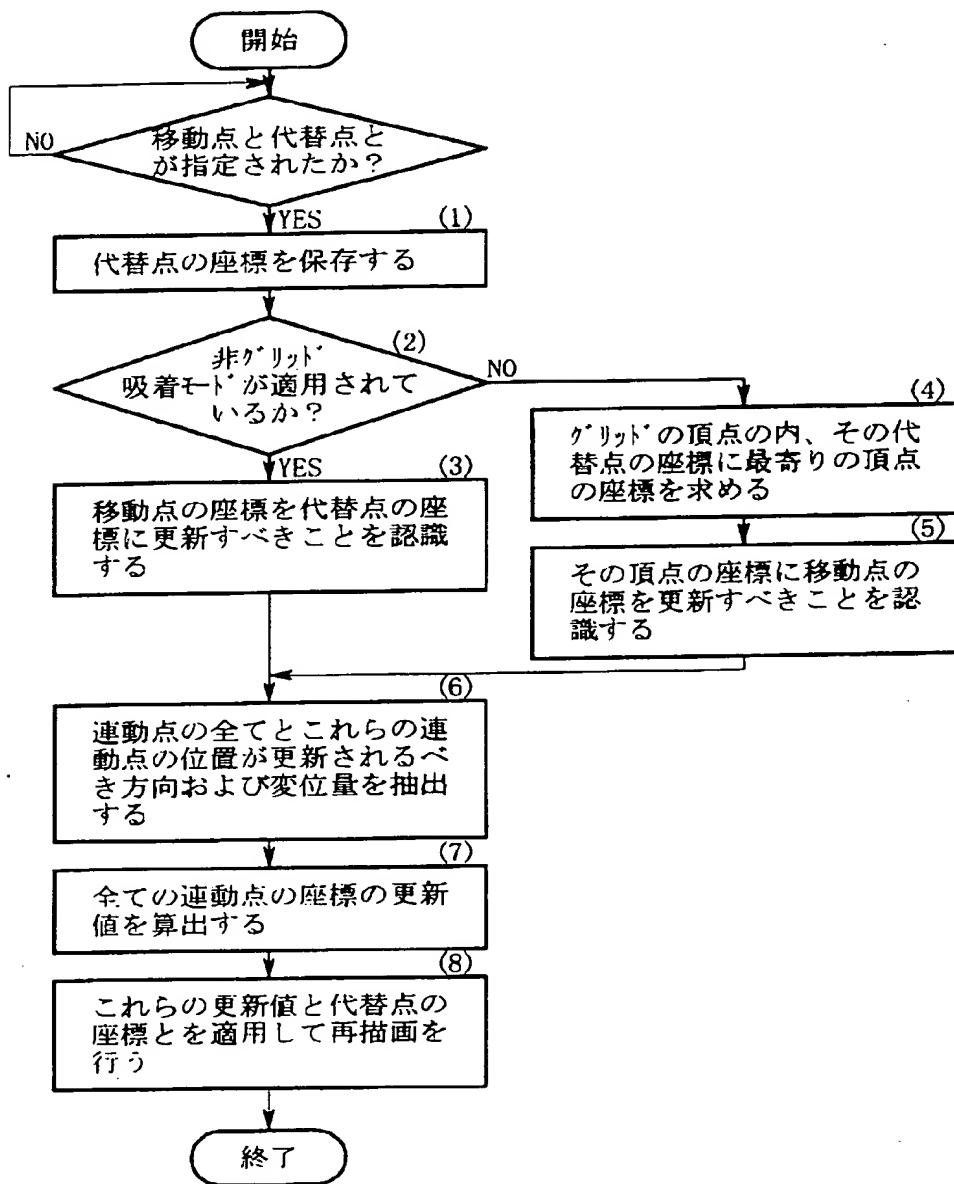 開始
移動点と代替点と
が指定されたか?
NO
YES
(1)
代替点の座標を保存する
(2)
非グリッド
吸着モードが適用されて
いるか?
NO
YES
(3)
移動点の座標を代替点の座
標に更新すべきことを認識
する
(4)
グリッドの頂点の内、その代
替点の座標に最寄りの頂点
の座標を求める
(5)
その頂点の座標に移動点の
座標を更新すべきことを認
識する
(6)
連動点の全てとこれらの連
動点の位置が更新されるべ
き方向および変位量を抽出
する
(7)
全ての連動点の座標の更新
値を算出する
(8)
これらの更新値と代替点の
座標とを適用して再描画を
行う
終了